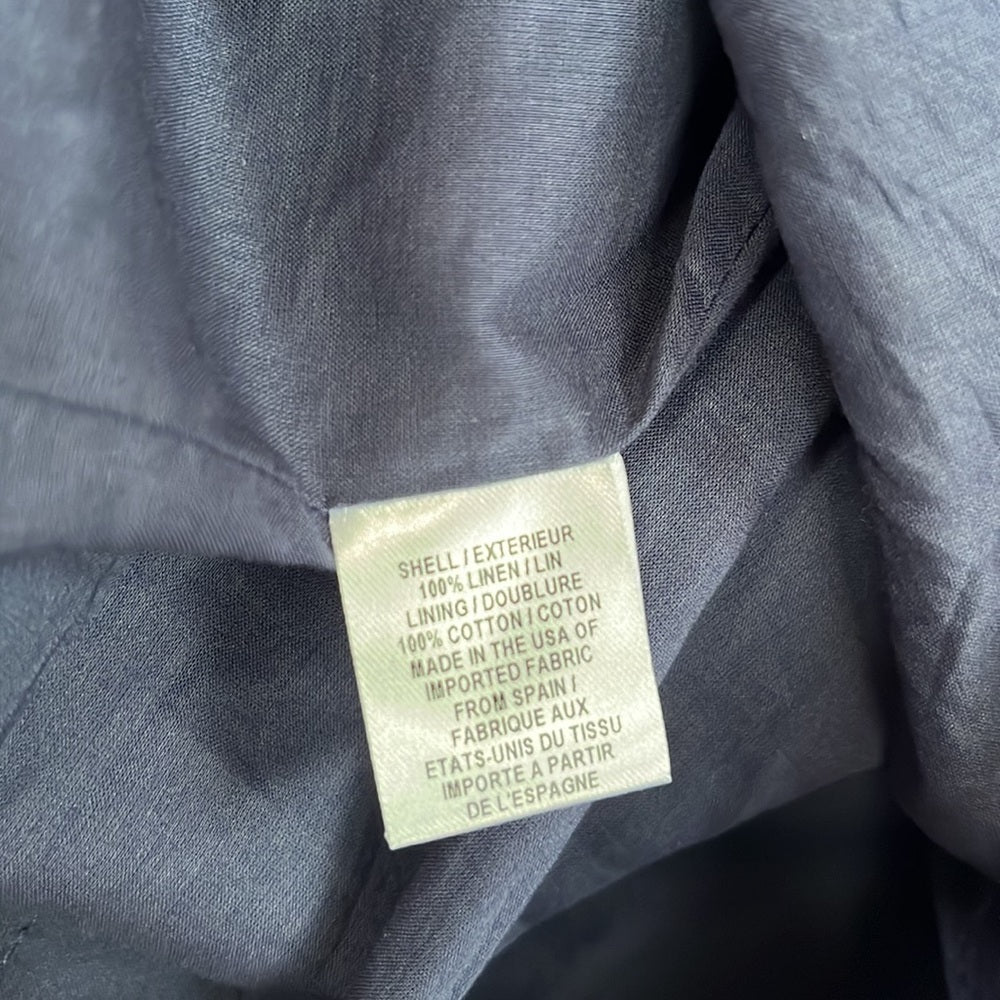 SHELL / EXTERIEUR
100% LINEN / LIN
LINING / DOUBLURE
100% COTTON / COTON
MADE IN THE USA OF
IMPORTED FABRIC
FROM SPAIN /
FABRIQUE AUX
ETATS-UNIS DU TISSU
IMPORTE A PARTIR
DE L'ESPAGNE